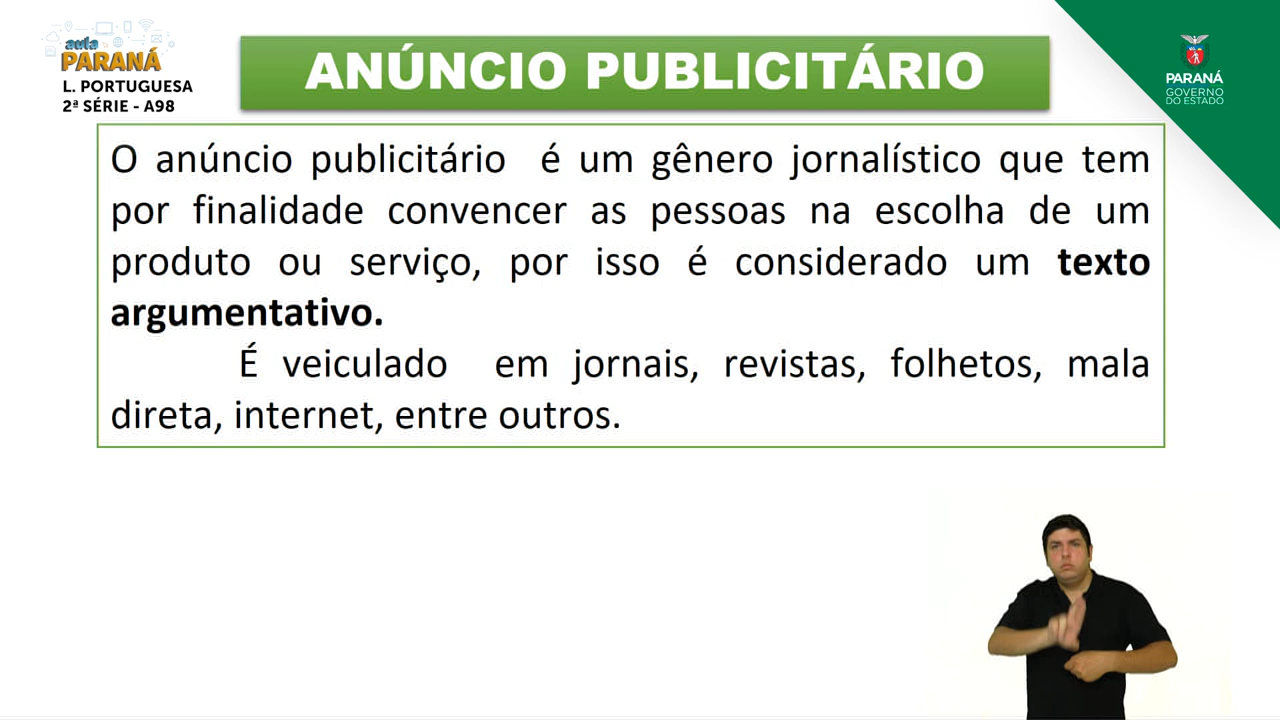 aula
PARANÁ
L. PORTUGUESA
2ª SÉRIE - A98
ANÚNCIO PUBLICITÁRIO
PARANÁ
GOVERNO
DO ESTADO
O anúncio publicitário é um gênero jornalístico que tem
por finalidade convencer as pessoas na escolha de um
produto ou serviço, por isso é considerado um texto
argumentativo.
É veiculado em jornais, revistas, folhetos, mala
direta, internet, entre outros.